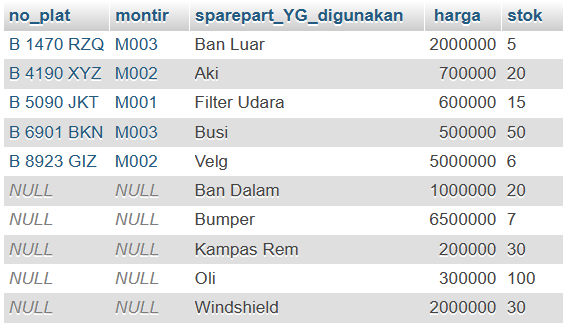 no_plat montir sparepart_YG_digunakan harga stok
B 1470 RZQ M003 Ban Luar 2000000 5
B 4190 XYZ M002 Aki 700000 20
B 5090 JKT M001 Filter Udara 600000 15
B 6901 BKN M003 Busi 500000 50
B 8923 GIZ M002 Velg 5000000 6
NULL NULL Ban Dalam 1000000 20
NULL NULL Bumper 6500000 7
NULL NULL Kampas Rem 200000 30
NULL NULL Oli 300000 100
NULL NULL Windshield 2000000 30